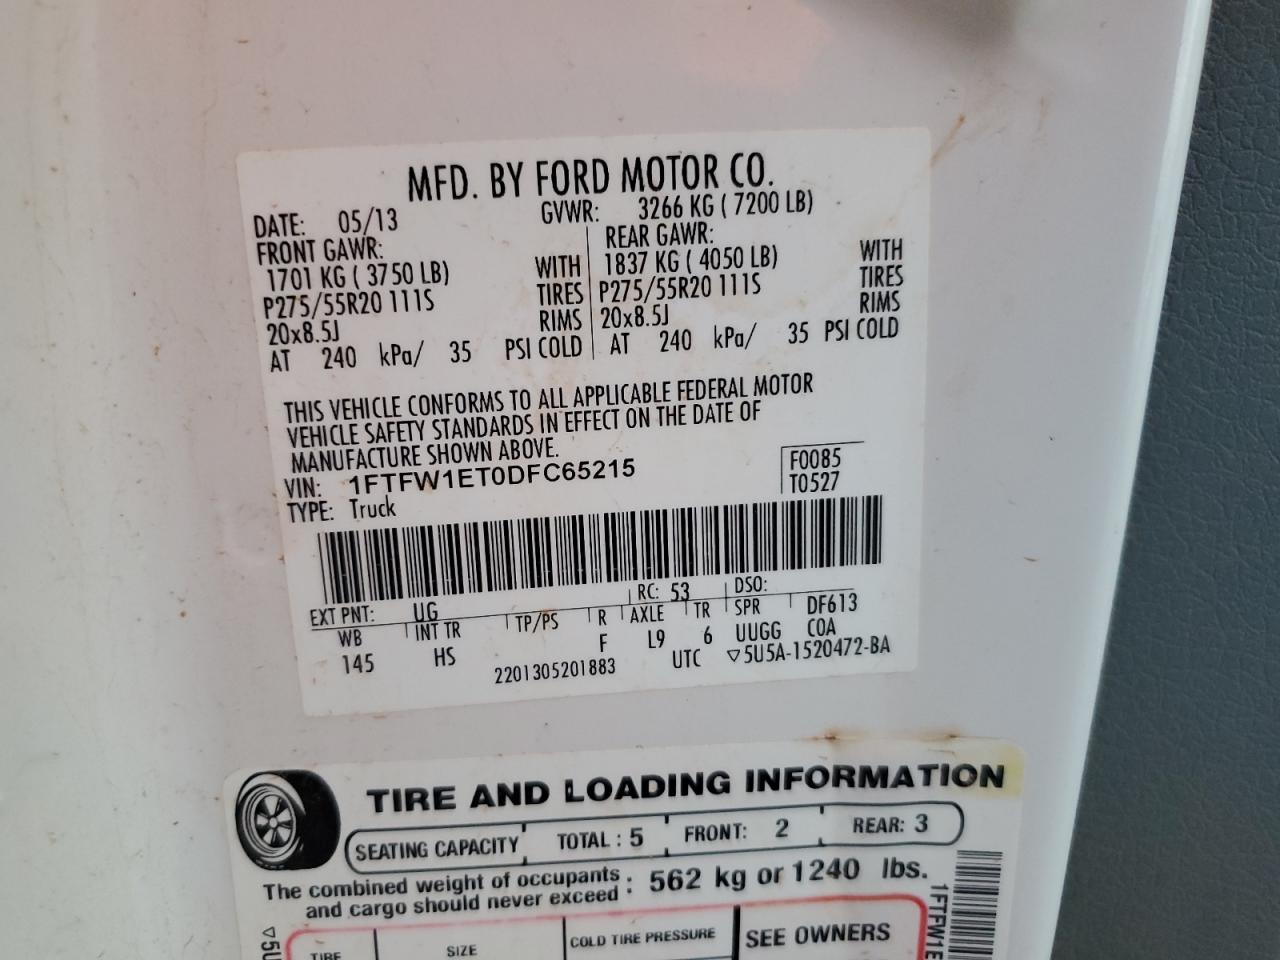 MFD. BY FORD MOTOR CO.
DATE: 05/13 GVWR: 3266 KG ( 7200 LB)
FRONT GAWR: REAR GAWR:
1701 KG ( 3750 LB) WITH 1837 KG ( 4050 LB) WITH
P275/55R20 111S TIRES P275/55R20 111S TIRES
20x8.5J RIMS 20x8.5J RIMS
AT 240 kPa/ 35 PSI COLD AT 240 kPa/ 35 PSI COLD
THIS VEHICLE CONFORMS TO ALL APPLICABLE FEDERAL MOTOR
VEHICLE SAFETY STANDARDS IN EFFECT ON THE DATE OF
MANUFACTURE SHOWN ABOVE.
VIN: 1FTFW1ET0DFC65215 F0085
TYPE: Truck T0527
EXT PNT: UG RC: 53 DSO:
WB INT TR TP/PS R AXLE TR SPR DF613
145 HS F L9 6 UUGG COA
2201305201883 UTC ▽5U5A-1520472-BA
TIRE AND LOADING INFORMATION
SEATING CAPACITY TOTAL : 5 FRONT: 2 REAR: 3
The combined weight of occupants
and cargo should never exceed : 562 kg or 1240 lbs.
TIRE SIZE COLD TIRE PRESSURE SEE OWNERS
▽5U
1FTFW1E